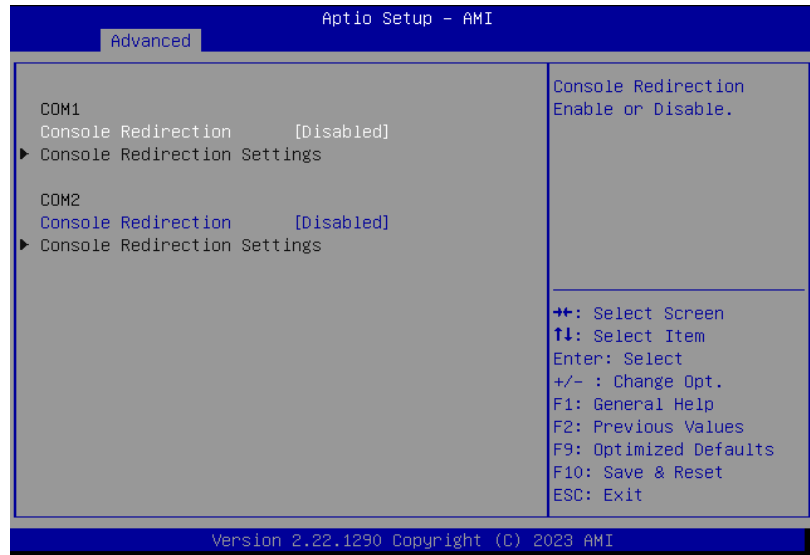 Aptio Setup – AMI
Advanced
COM1
Console Redirection [Disabled]
▶ Console Redirection Settings
COM2
Console Redirection [Disabled]
▶ Console Redirection Settings
Console Redirection
Enable or Disable.
→←: Select Screen
↑↓: Select Item
Enter: Select
+/- : Change Opt.
F1: General Help
F2: Previous Values
F9: Optimized Defaults
F10: Save & Reset
ESC: Exit
Version 2.22.1290 Copyright (C) 2023 AMI